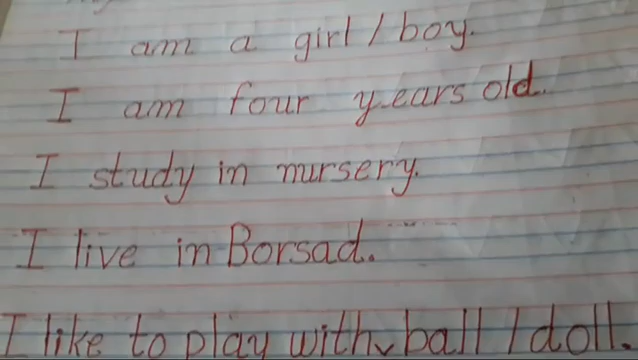 I am a girl / boy.
I am four years old.
I study in nursery.
I live in Borsad.
I like to play with ball / doll.